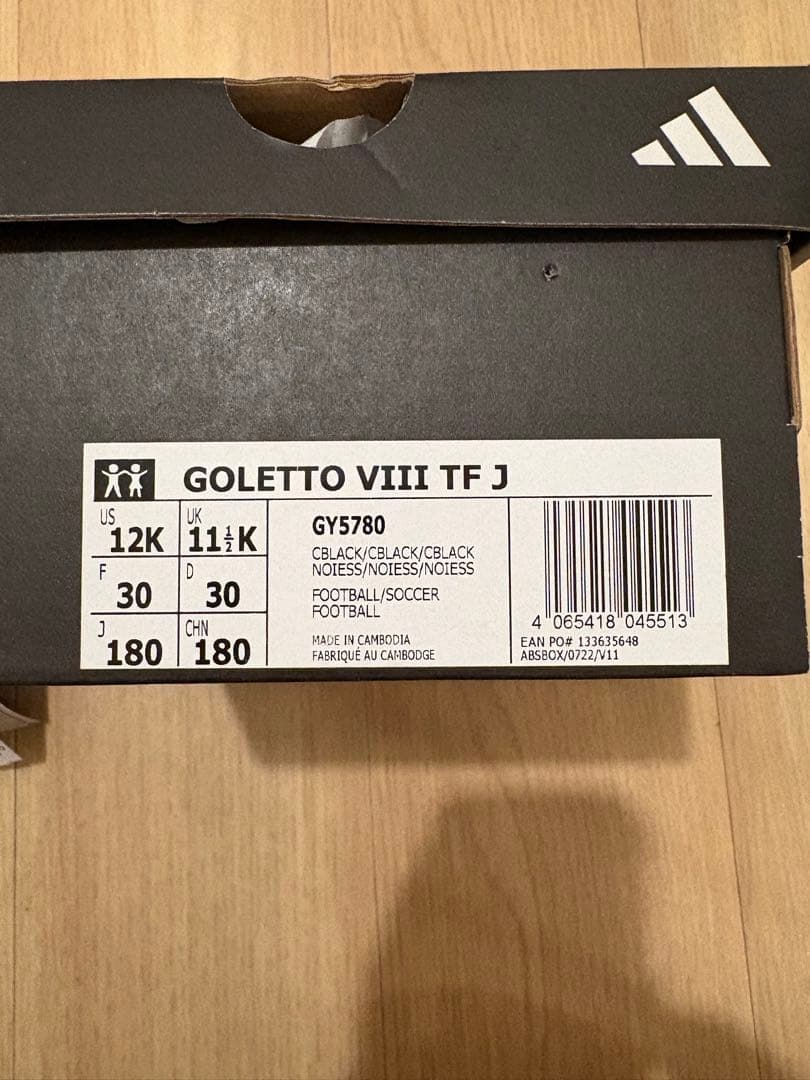 GOLETTO VIII TF J
US
12K
UK
11½K
F
30
D
30
J
180
CHN
180
GY5780
CBLACK/CBLACK/CBLACK
NOIESS/NOIESS/NOIESS
FOOTBALL/SOCCER
FOOTBALL
MADE IN CAMBODIA
FABRIQUÉ AU CAMBODGE
4 065418 045513
EAN PO# 133635648
ABSBOX/0722/V11